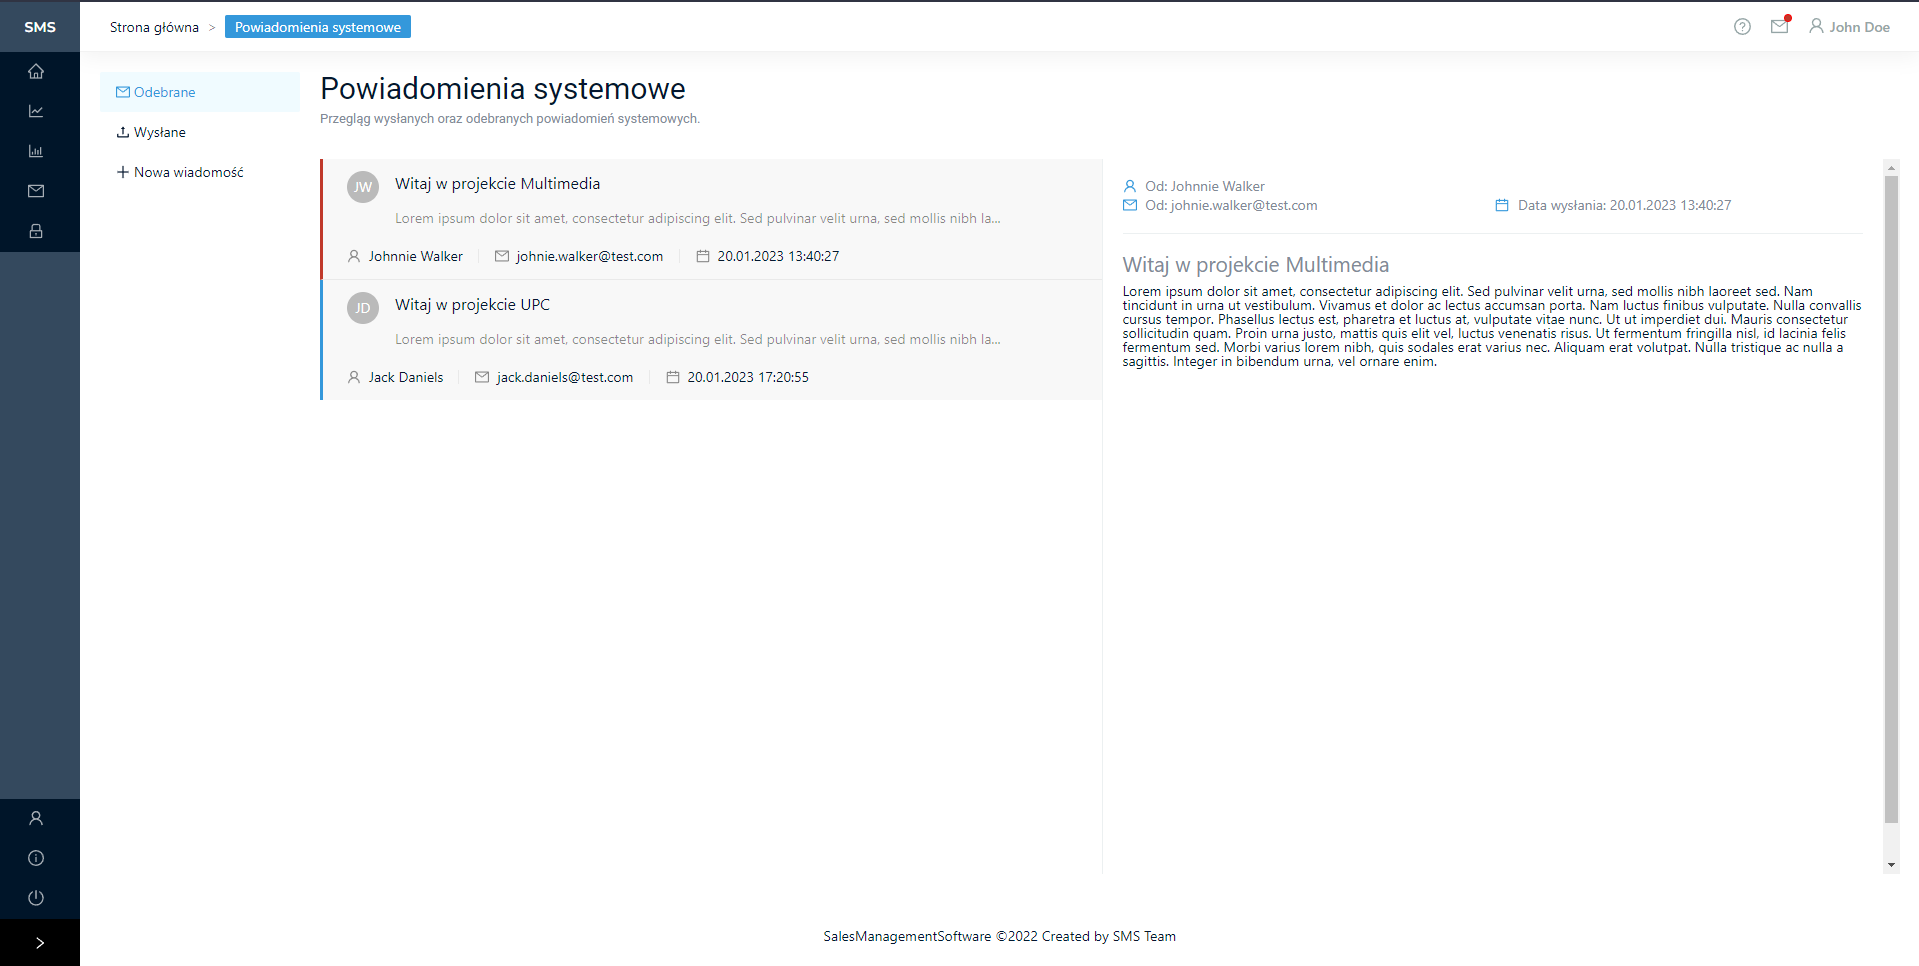 SMS
Strona główna > Powiadomienia systemowe
John Doe
Odebrane
Wysłane
Nowa wiadomość
Powiadomienia systemowe
Przegląg wysłanych oraz odebranych powiadomień systemowych.
JW Witaj w projekcie Multimedia
Lorem ipsum dolor sit amet, consectetur adipiscing elit. Sed pulvinar velit urna, sed mollis nibh la...
Johnnie Walker johnie.walker@test.com 20.01.2023 13:40:27
JD Witaj w projekcie UPC
Lorem ipsum dolor sit amet, consectetur adipiscing elit. Sed pulvinar velit urna, sed mollis nibh la...
Jack Daniels jack.daniels@test.com 20.01.2023 17:20:55
Od: Johnnie Walker
Od: johnie.walker@test.com Data wysłania: 20.01.2023 13:40:27
Witaj w projekcie Multimedia
Lorem ipsum dolor sit amet, consectetur adipiscing elit. Sed pulvinar velit urna, sed mollis nibh laoreet sed. Nam
tincidunt in urna ut vestibulum. Vivamus et dolor ac lectus accumsan porta. Nam luctus finibus vulputate. Nulla convallis
cursus tempor. Phasellus lectus est, pharetra et luctus at, vulputate vitae nunc. Ut ut imperdiet dui. Mauris consectetur
sollicitudin quam. Proin urna justo, mattis quis elit vel, luctus venenatis risus. Ut fermentum fringilla nisl, id lacinia felis
fermentum sed. Morbi varius lorem nibh, quis sodales erat varius nec. Aliquam erat volutpat. Nulla tristique ac nulla a
sagittis. Integer in bibendum urna, vel ornare enim.
SalesManagementSoftware ©2022 Created by SMS Team